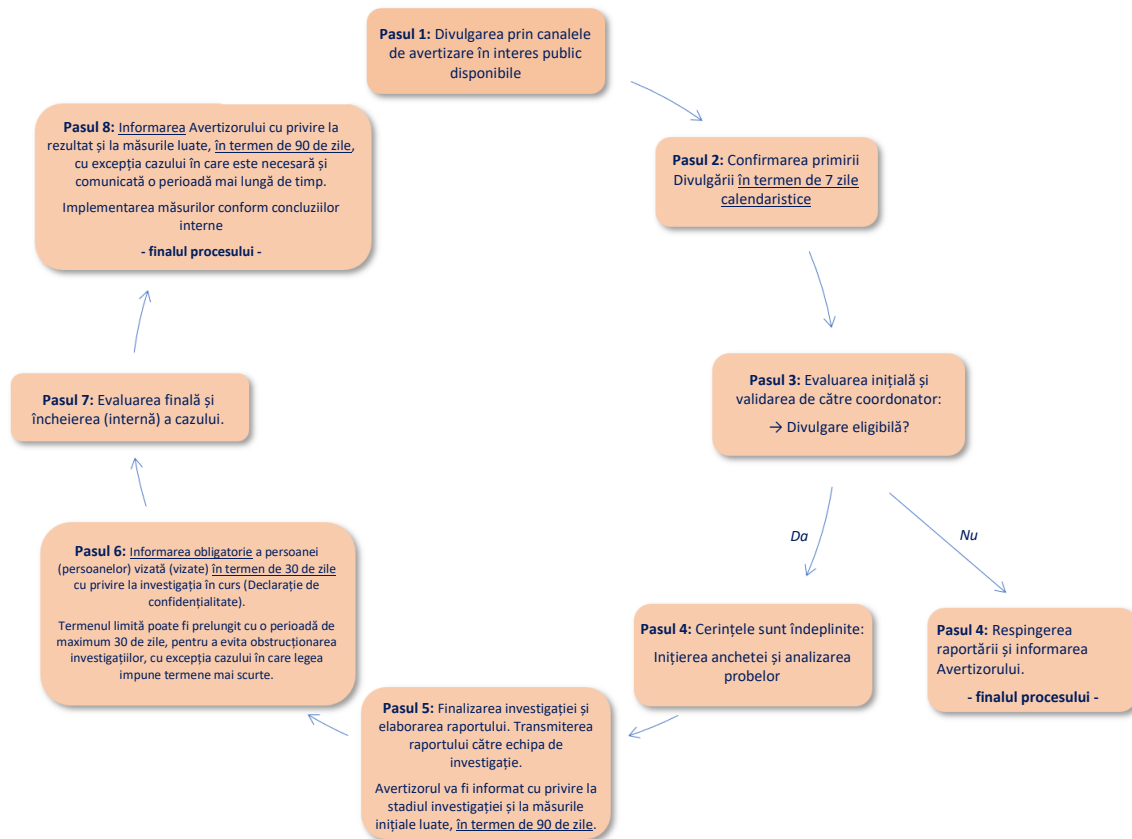 Pasul 1: Divulgarea prin canalele
de avertizare în interes public
disponibile
Pasul 2: Confirmarea primirii
Divulgării în termen de 7 zile
calendaristice
Pasul 3: Evaluarea inițială și
validarea de către coordonator:
→ Divulgare eligibilă?
Da
Nu
Pasul 4: Cerințele sunt îndeplinite:
Inițierea anchetei și analizarea
probelor
Pasul 4: Respingerea
raportării și informarea
Avertizorului.
- finalul procesului -
Pasul 5: Finalizarea investigației și
elaborarea raportului. Transmiterea
raportului către echipa de
investigație.
Avertizorul va fi informat cu privire la
stadiul investigației și la măsurile
inițiale luate, în termen de 90 de zile.
Pasul 6: Informarea obligatorie a persoanei
(persoanelor) vizată (vizate) în termen de 30 de zile
cu privire la investigația în curs (Declarație de
confidențialitate).
Termenul limită poate fi prelungit cu o perioadă de
maximum 30 de zile, pentru a evita obstrucționarea
investigațiilor, cu excepția cazului în care legea
impune termene mai scurte.
Pasul 7: Evaluarea finală și
încheierea (internă) a cazului.
Pasul 8: Informarea Avertizorului cu privire la
rezultat și la măsurile luate, în termen de 90 de zile,
cu excepția cazului în care este necesară și
comunicată o perioadă mai lungă de timp.
Implementarea măsurilor conform concluziilor
interne
- finalul procesului -